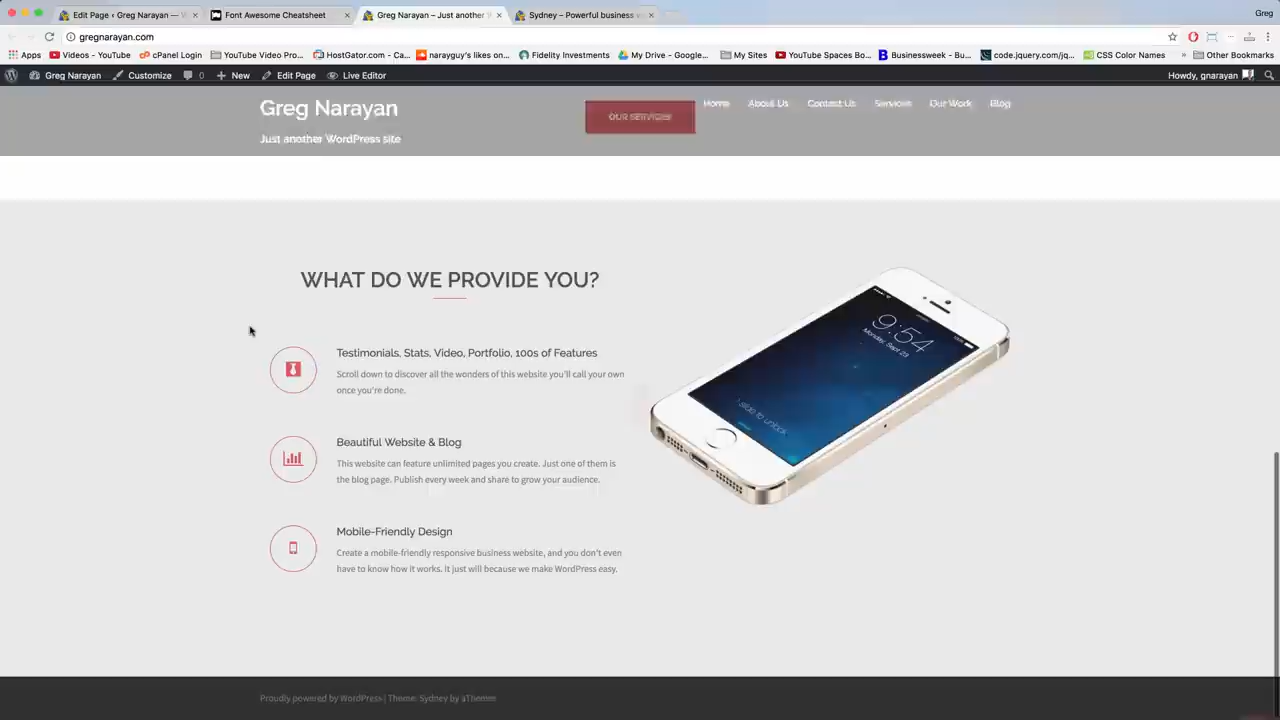 Edit Page ‹ Greg Narayan —
Font Awesome Cheatsheet
Greg Narayan – Just another
Sydney – Powerful business
Greg
gregnarayan.com
Apps
Videos - YouTube
cPanel Login
YouTube Video Pro...
HostGator.com - Ca...
narayguy's likes on...
Fidelity Investments
My Drive - Google...
My Sites
YouTube Spaces Bo...
Businessweek - Bu...
code.jquery.com/jq...
CSS Color Names
Other Bookmarks
Greg Narayan
Customize
0
New
Edit Page
Live Editor
Howdy, gnarayan
Greg Narayan
Just another WordPress site
OUR SERVICES
Home
About Us
Contact Us
Services
Our Work
Blog
WHAT DO WE PROVIDE YOU?
Testimonials, Stats, Video, Portfolio, 100s of Features
Scroll down to discover all the wonders of this website you'll call your own
once you're done.
Beautiful Website & Blog
This website can feature unlimited pages you create. Just one of them is
the blog page. Publish every week and share to grow your audience.
Mobile-Friendly Design
Create a mobile-friendly responsive business website, and you don't even
have to know how it works. It just will because we make WordPress easy.
9:54
Monday, Sept 23
slide to unlock
Proudly powered by WordPress | Theme: Sydney by aThemes